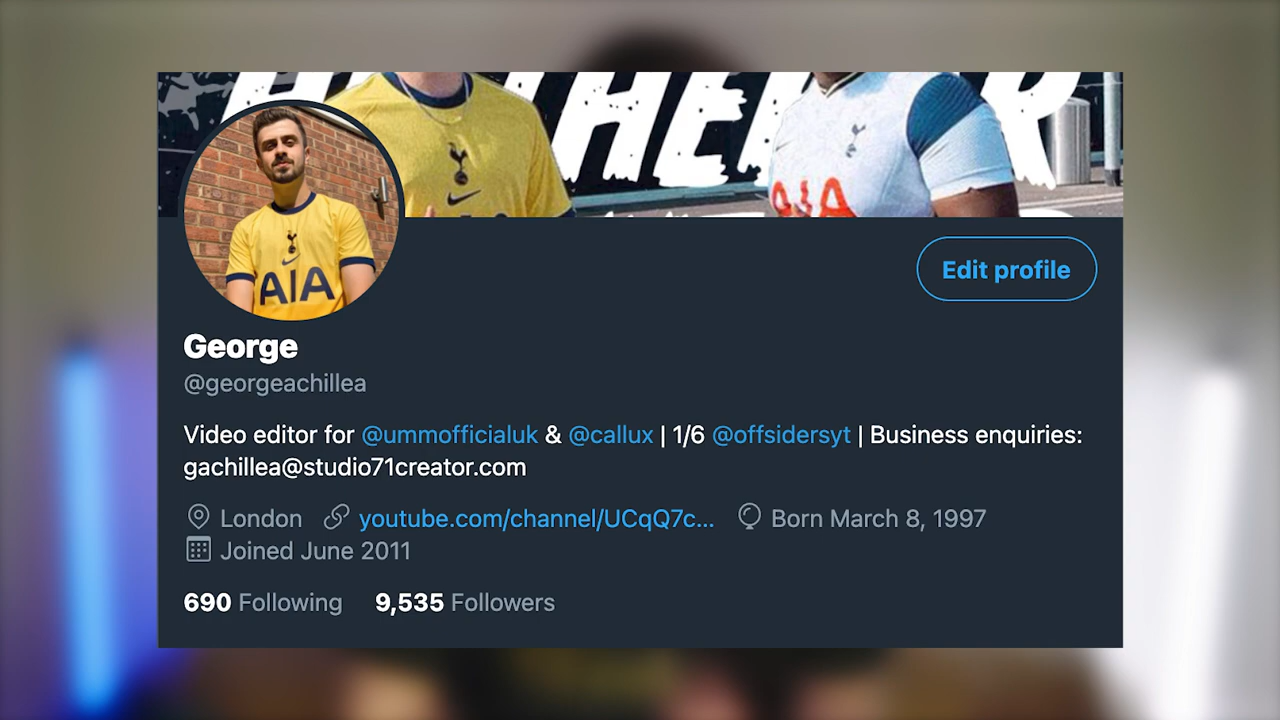 THE
R
AIA
AIA
Edit profile
George
@georgeachillea
Video editor for @ummofficialuk & @callux | 1/6 @offsidersyt | Business enquiries:
gachillea@studio71creator.com
London youtube.com/channel/UCqQ7c... Born March 8, 1997
Joined June 2011
690 Following 9,535 Followers